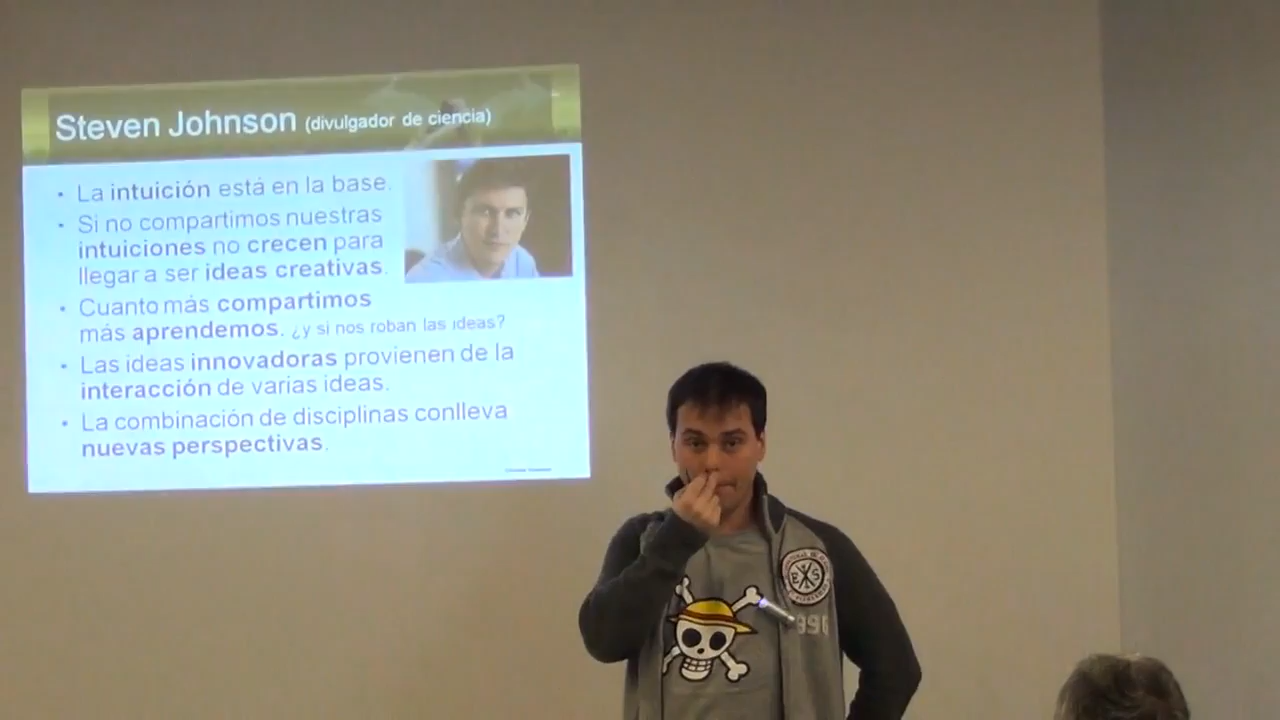 Steven Johnson (divulgador de ciencia)
• La intuición está en la base.
• Si no compartimos nuestras
intuiciones no crecen para
llegar a ser ideas creativas.
• Cuanto más compartimos
más aprendemos. ¿y si nos roban las ideas?
• Las ideas innovadoras provienen de la
interacción de varias ideas.
• La combinación de disciplinas conlleva
nuevas perspectivas.
E S